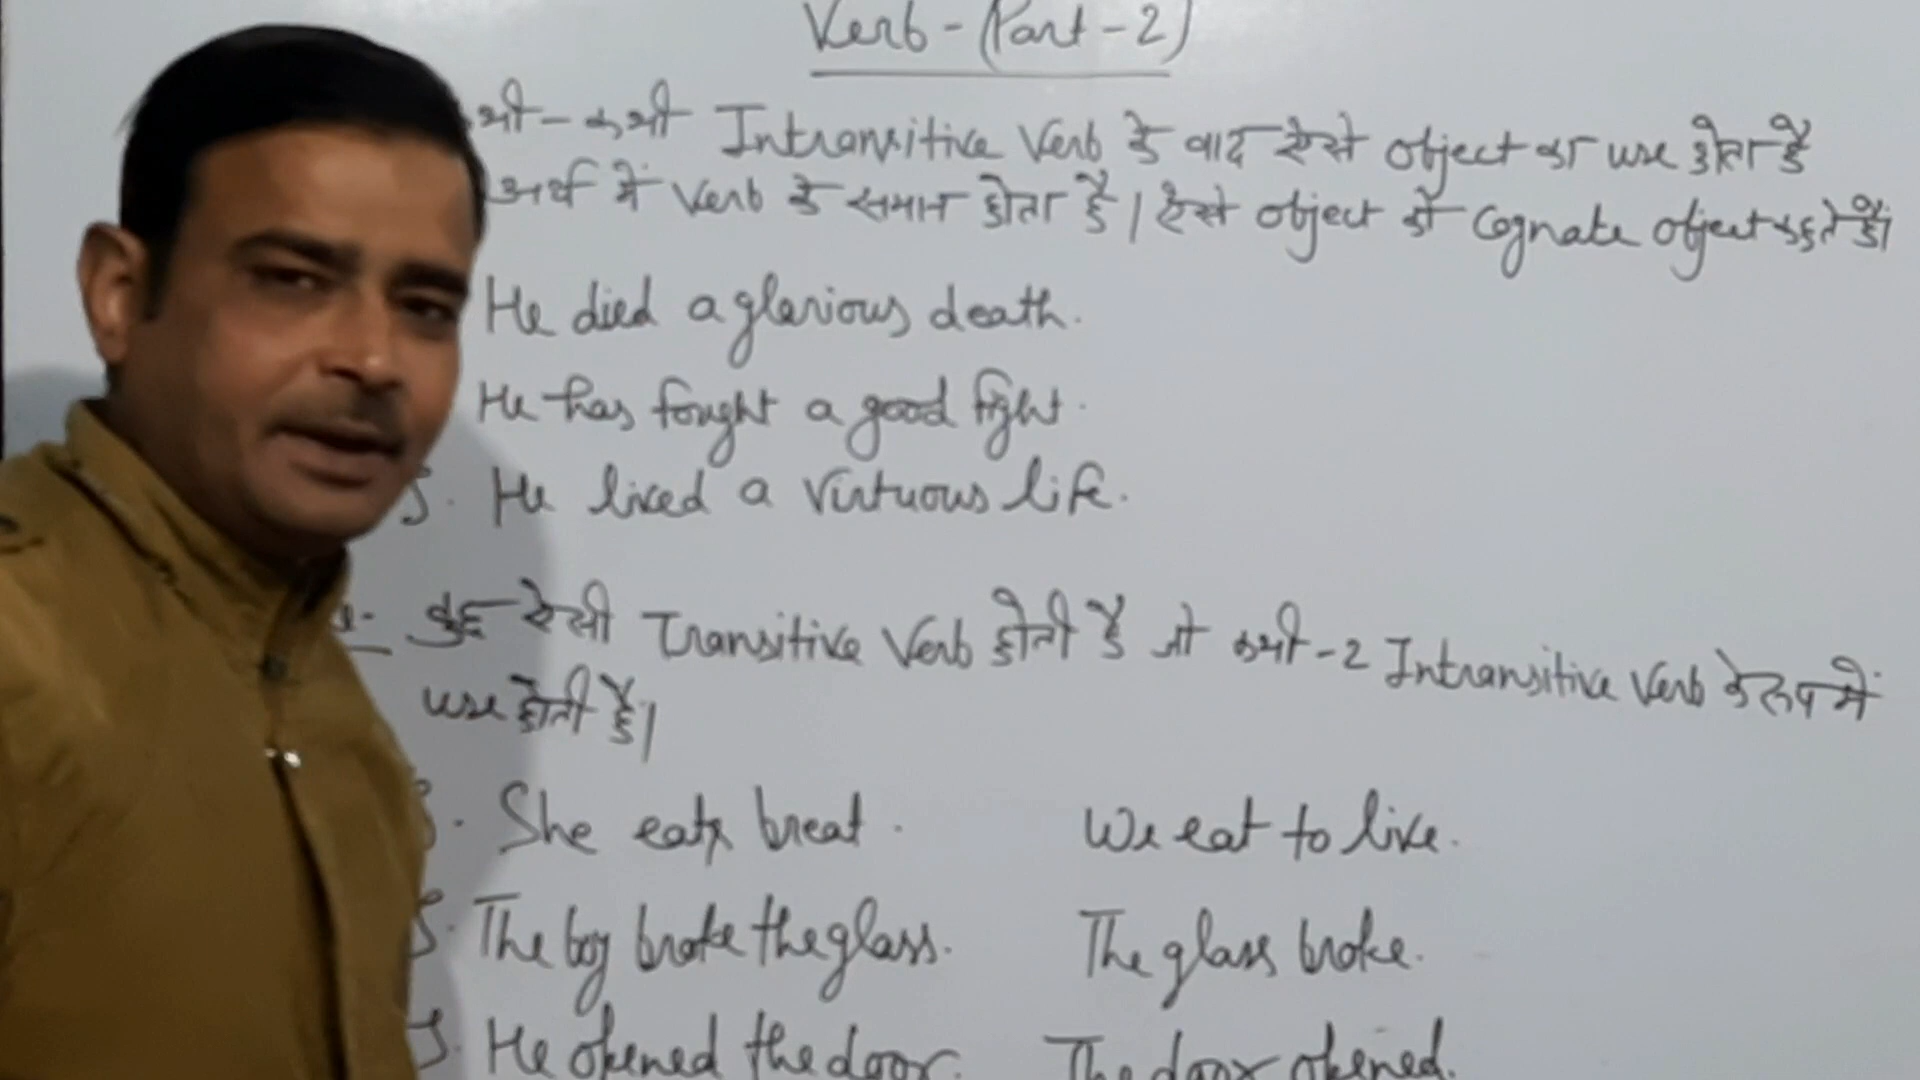 Verb - (Part - 2)
कभी - कभी Intransitive Verb के बाद ऐसे object का use होता है
अर्थ में Verb के समान होता है। ऐसे object को Cognate object कहते हैं।
He died a glorious death.
He has fought a good fight.
S. He lived a virtuous life.
कुछ ऐसी Transitive Verb होती है जो कभी-2 Intransitive Verb के रूप में
use होती है।
S. She eats breat. We eat to live.
S. The boy broke the glass. The glass broke.
S. He opened the door. The door opened.